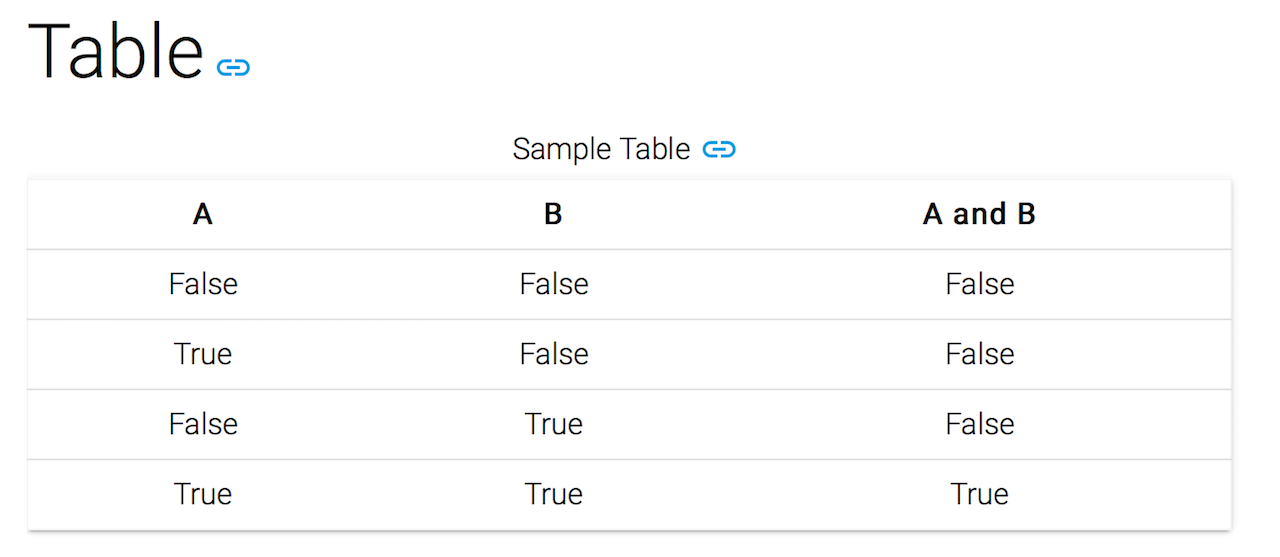 Table
Sample Table
A B A and B
False False False
True False False
False True False
True True True